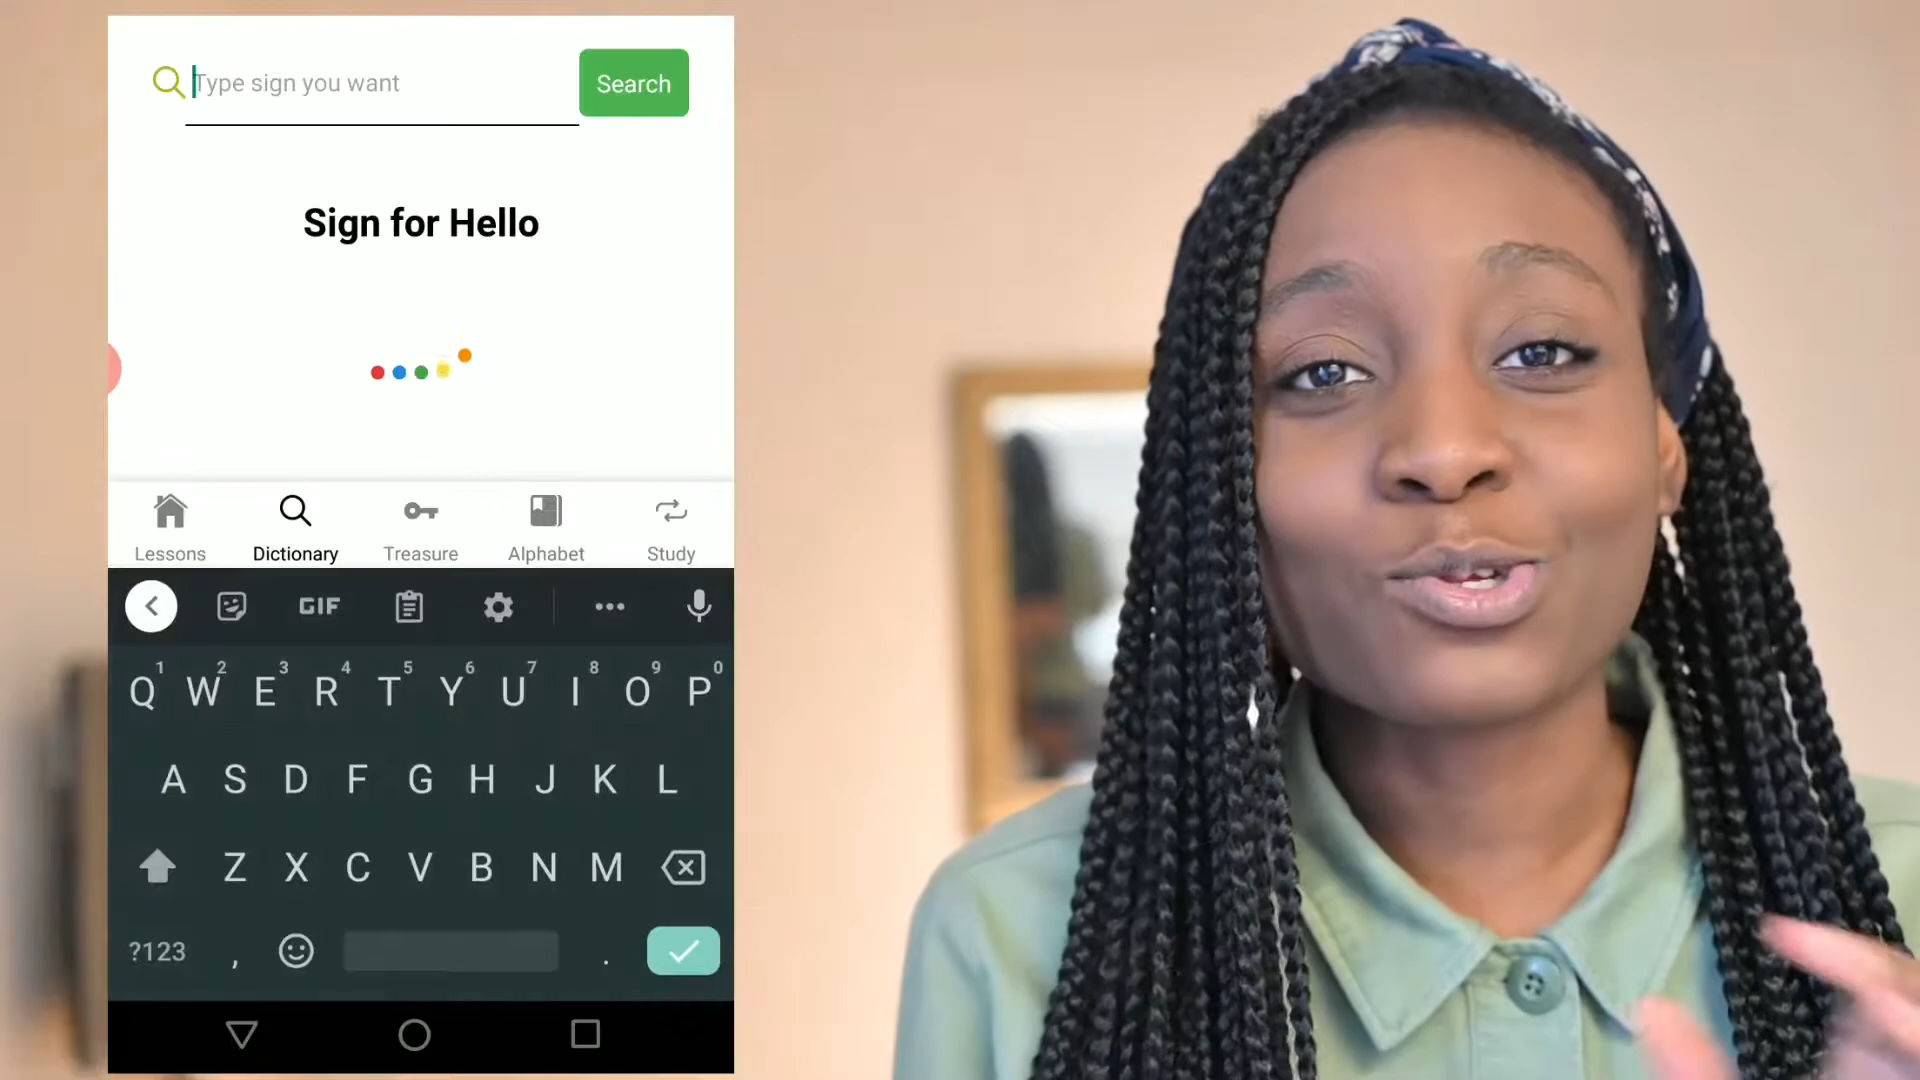 Type sign you want
Search
Sign for Hello
Lessons Dictionary Treasure Alphabet Study
GIF
1 2 3 4 5 6 7 8 9 0
Q W E R T Y U I O P
A S D F G H J K L
Z X C V B N M
?123 , .